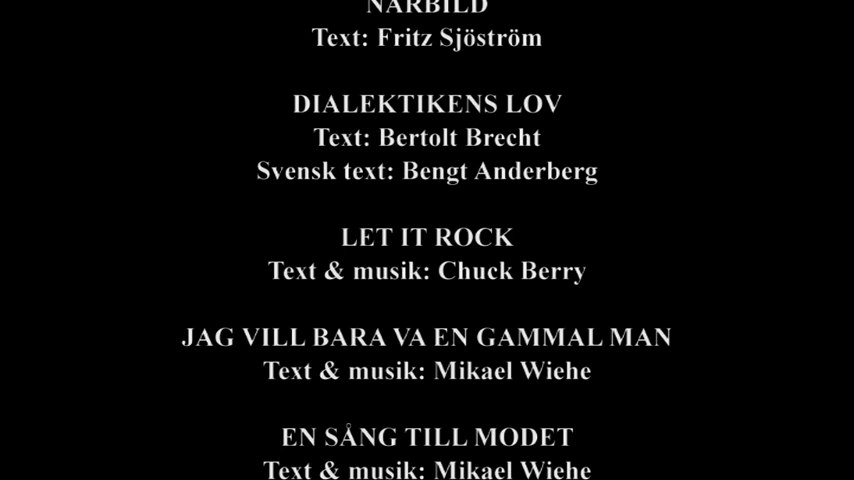 NÄRBILD
Text: Fritz Sjöström
DIALEKTIKENS LOV
Text: Bertolt Brecht
Svensk text: Bengt Anderberg
LET IT ROCK
Text & musik: Chuck Berry
JAG VILL BARA VA EN GAMMAL MAN
Text & musik: Mikael Wiehe
EN SÅNG TILL MODET
Text & musik: Mikael Wiehe